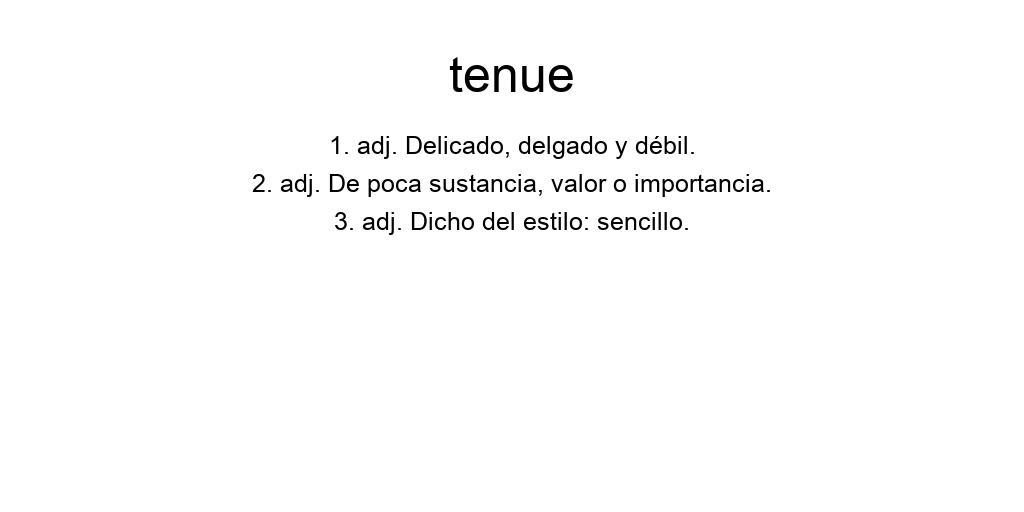 tenue
1. adj. Delicado, delgado y débil.
2. adj. De poca sustancia, valor o importancia.
3. adj. Dicho del estilo: sencillo.